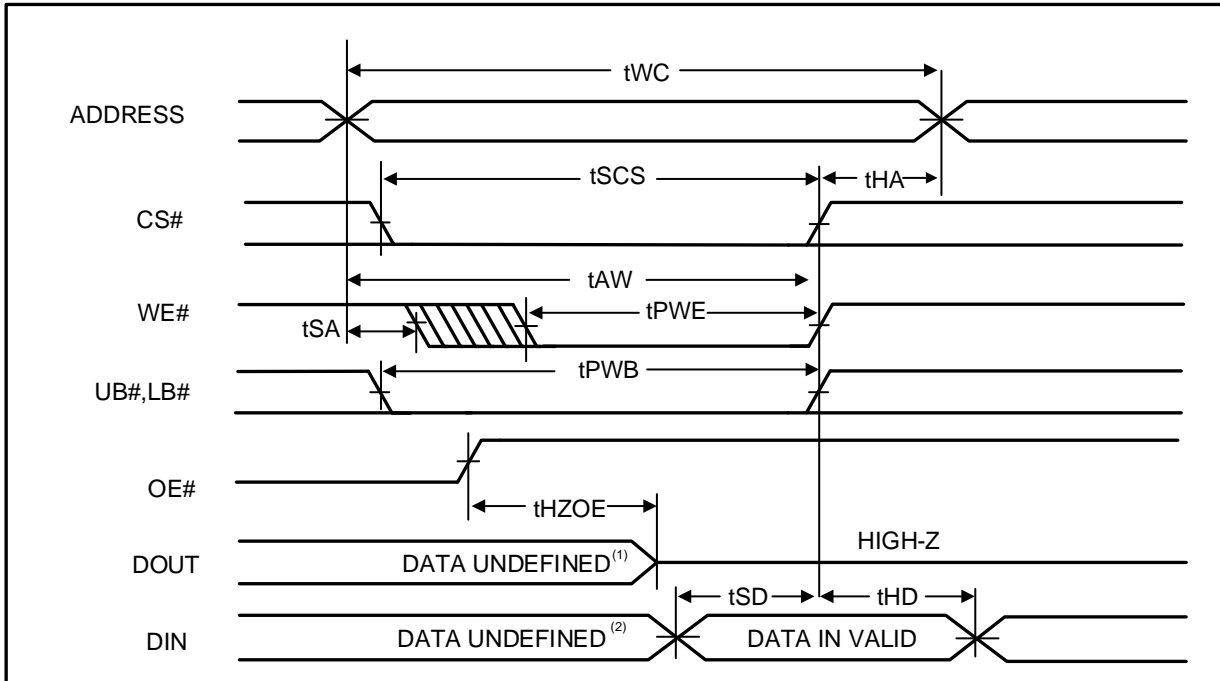 tWC
ADDRESS
tSCS
tHA
CS#
tAW
WE#
tPWE
tSA
tPWB
UB#,LB#
OE#
tHZOE
HIGH-Z
DOUT
DATA UNDEFINED(1)
tSD
tHD
DIN
DATA UNDEFINED(2)
DATA IN VALID